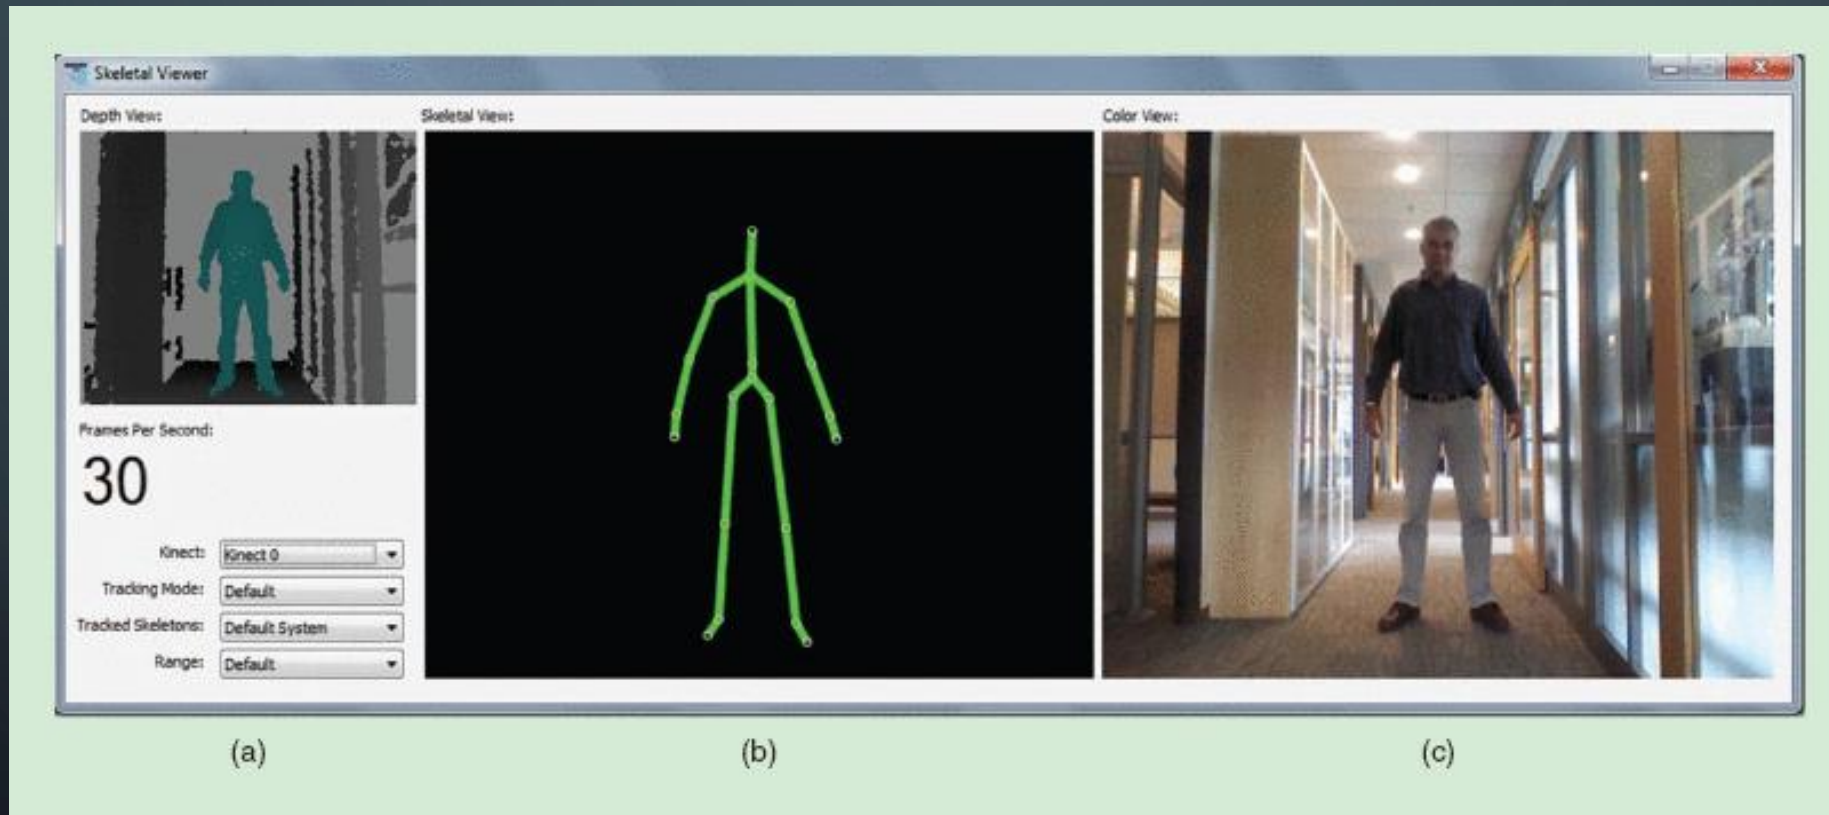 Skeletal Viewer
Depth View:
Skeletal View:
Color View:
Frames Per Second:
30
Kinect: Kinect 0
Tracking Mode: Default
Tracked Skeletons: Default System
Range: Default
(a)
(b)
(c)